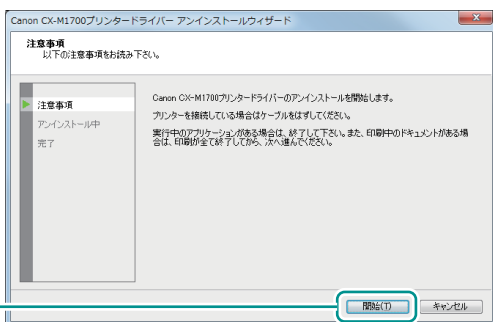 Canon CX-M1700プリンタードライバー アンインストールウィザード
注意事項
以下の注意事項をお読み下さい。
注意事項
アンインストール中
完了
Canon CX-M1700プリンタードライバーのアンインストールを開始します。
プリンターを接続している場合はケーブルをはずしてください。
実行中のアプリケーションがある場合は、終了して下さい。また、印刷中のドキュメントがある場
合は、印刷が全て終了してから、次へ進んでください。
開始(T)
キャンセル